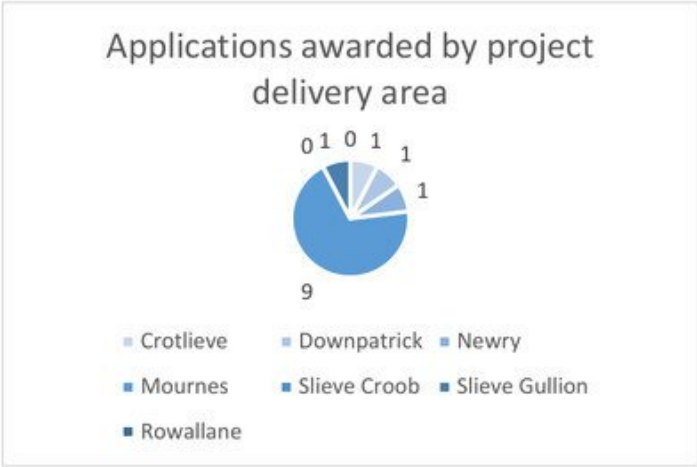 Applications awarded by project
delivery area
0 1 0 1
1
1
9
Crotlieve Downpatrick Newry
Mournes Slieve Croob Slieve Gullion
Rowallane